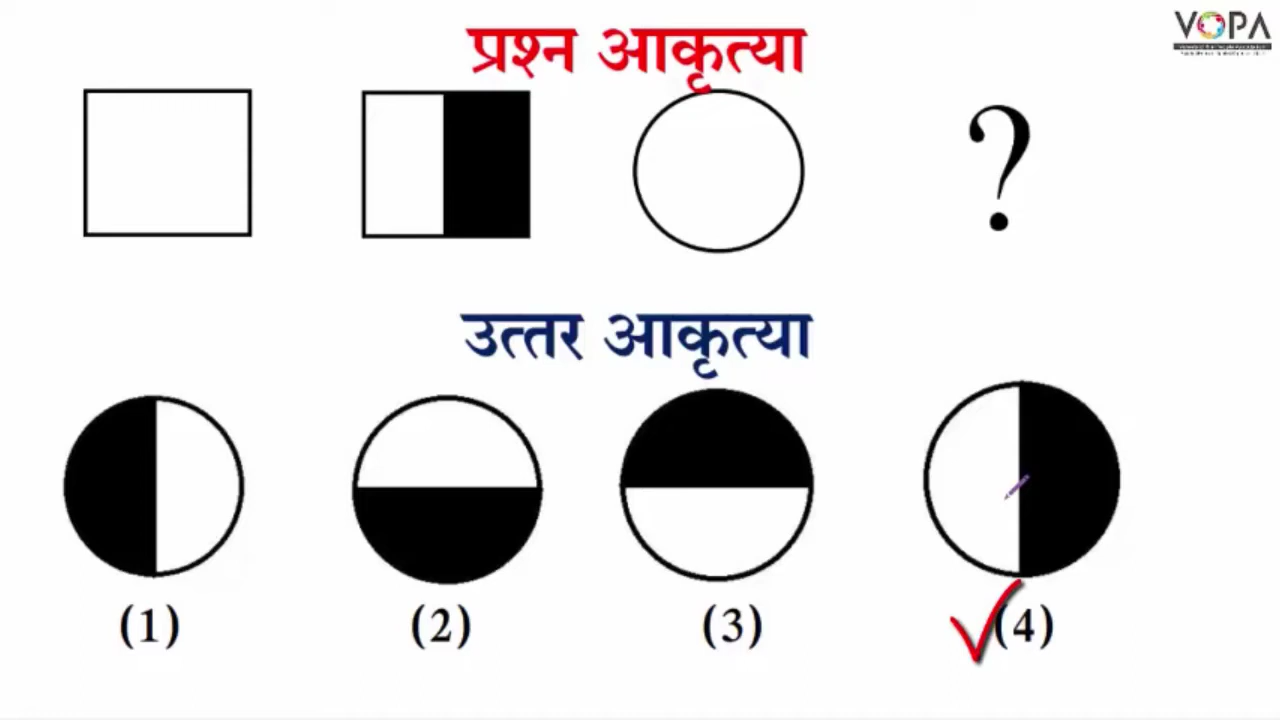 प्रश्न आकृत्या
VOPA
?
उत्तर आकृत्या
(1) (2) (3) (4)